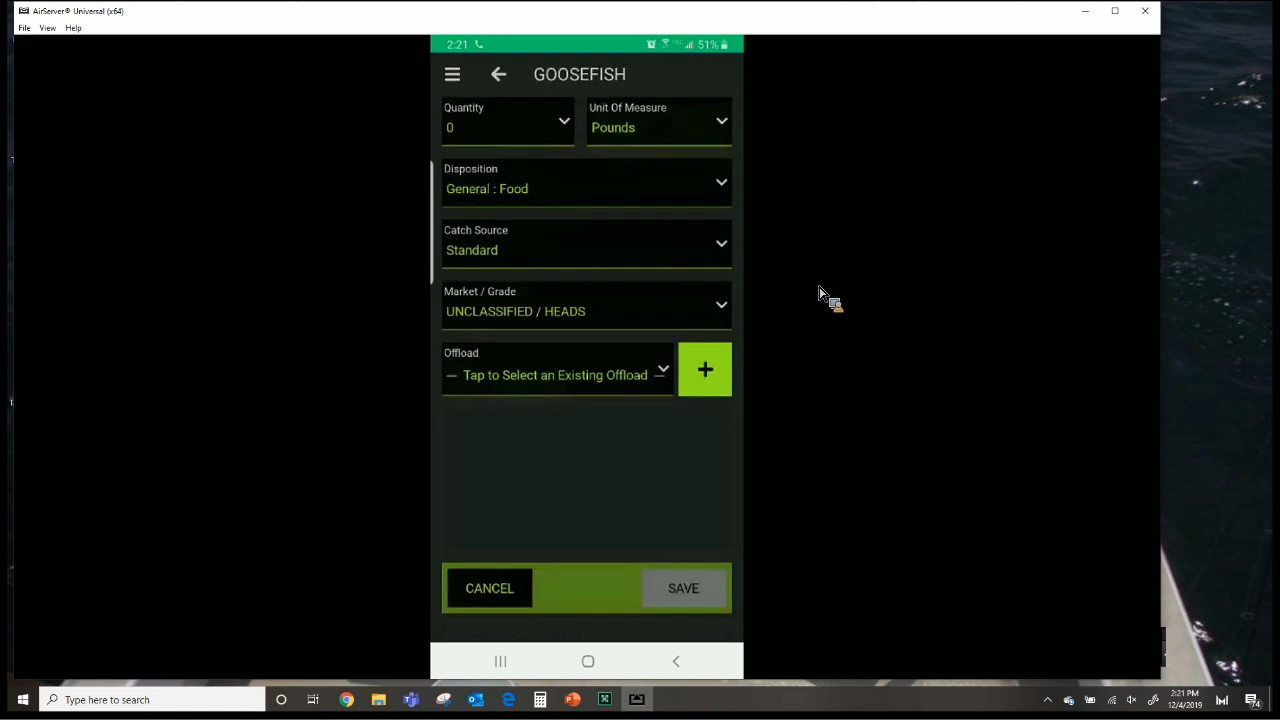 AirServer® Universal (x64)
File View Help
2:21 51%
GOOSEFISH
Quantity
0
Unit Of Measure
Pounds
Disposition
General : Food
Catch Source
Standard
Market / Grade
UNCLASSIFIED / HEADS
Offload
— Tap to Select an Existing Offload —
+
CANCEL
SAVE
Type here to search
2:21 PM
12/4/2019
74